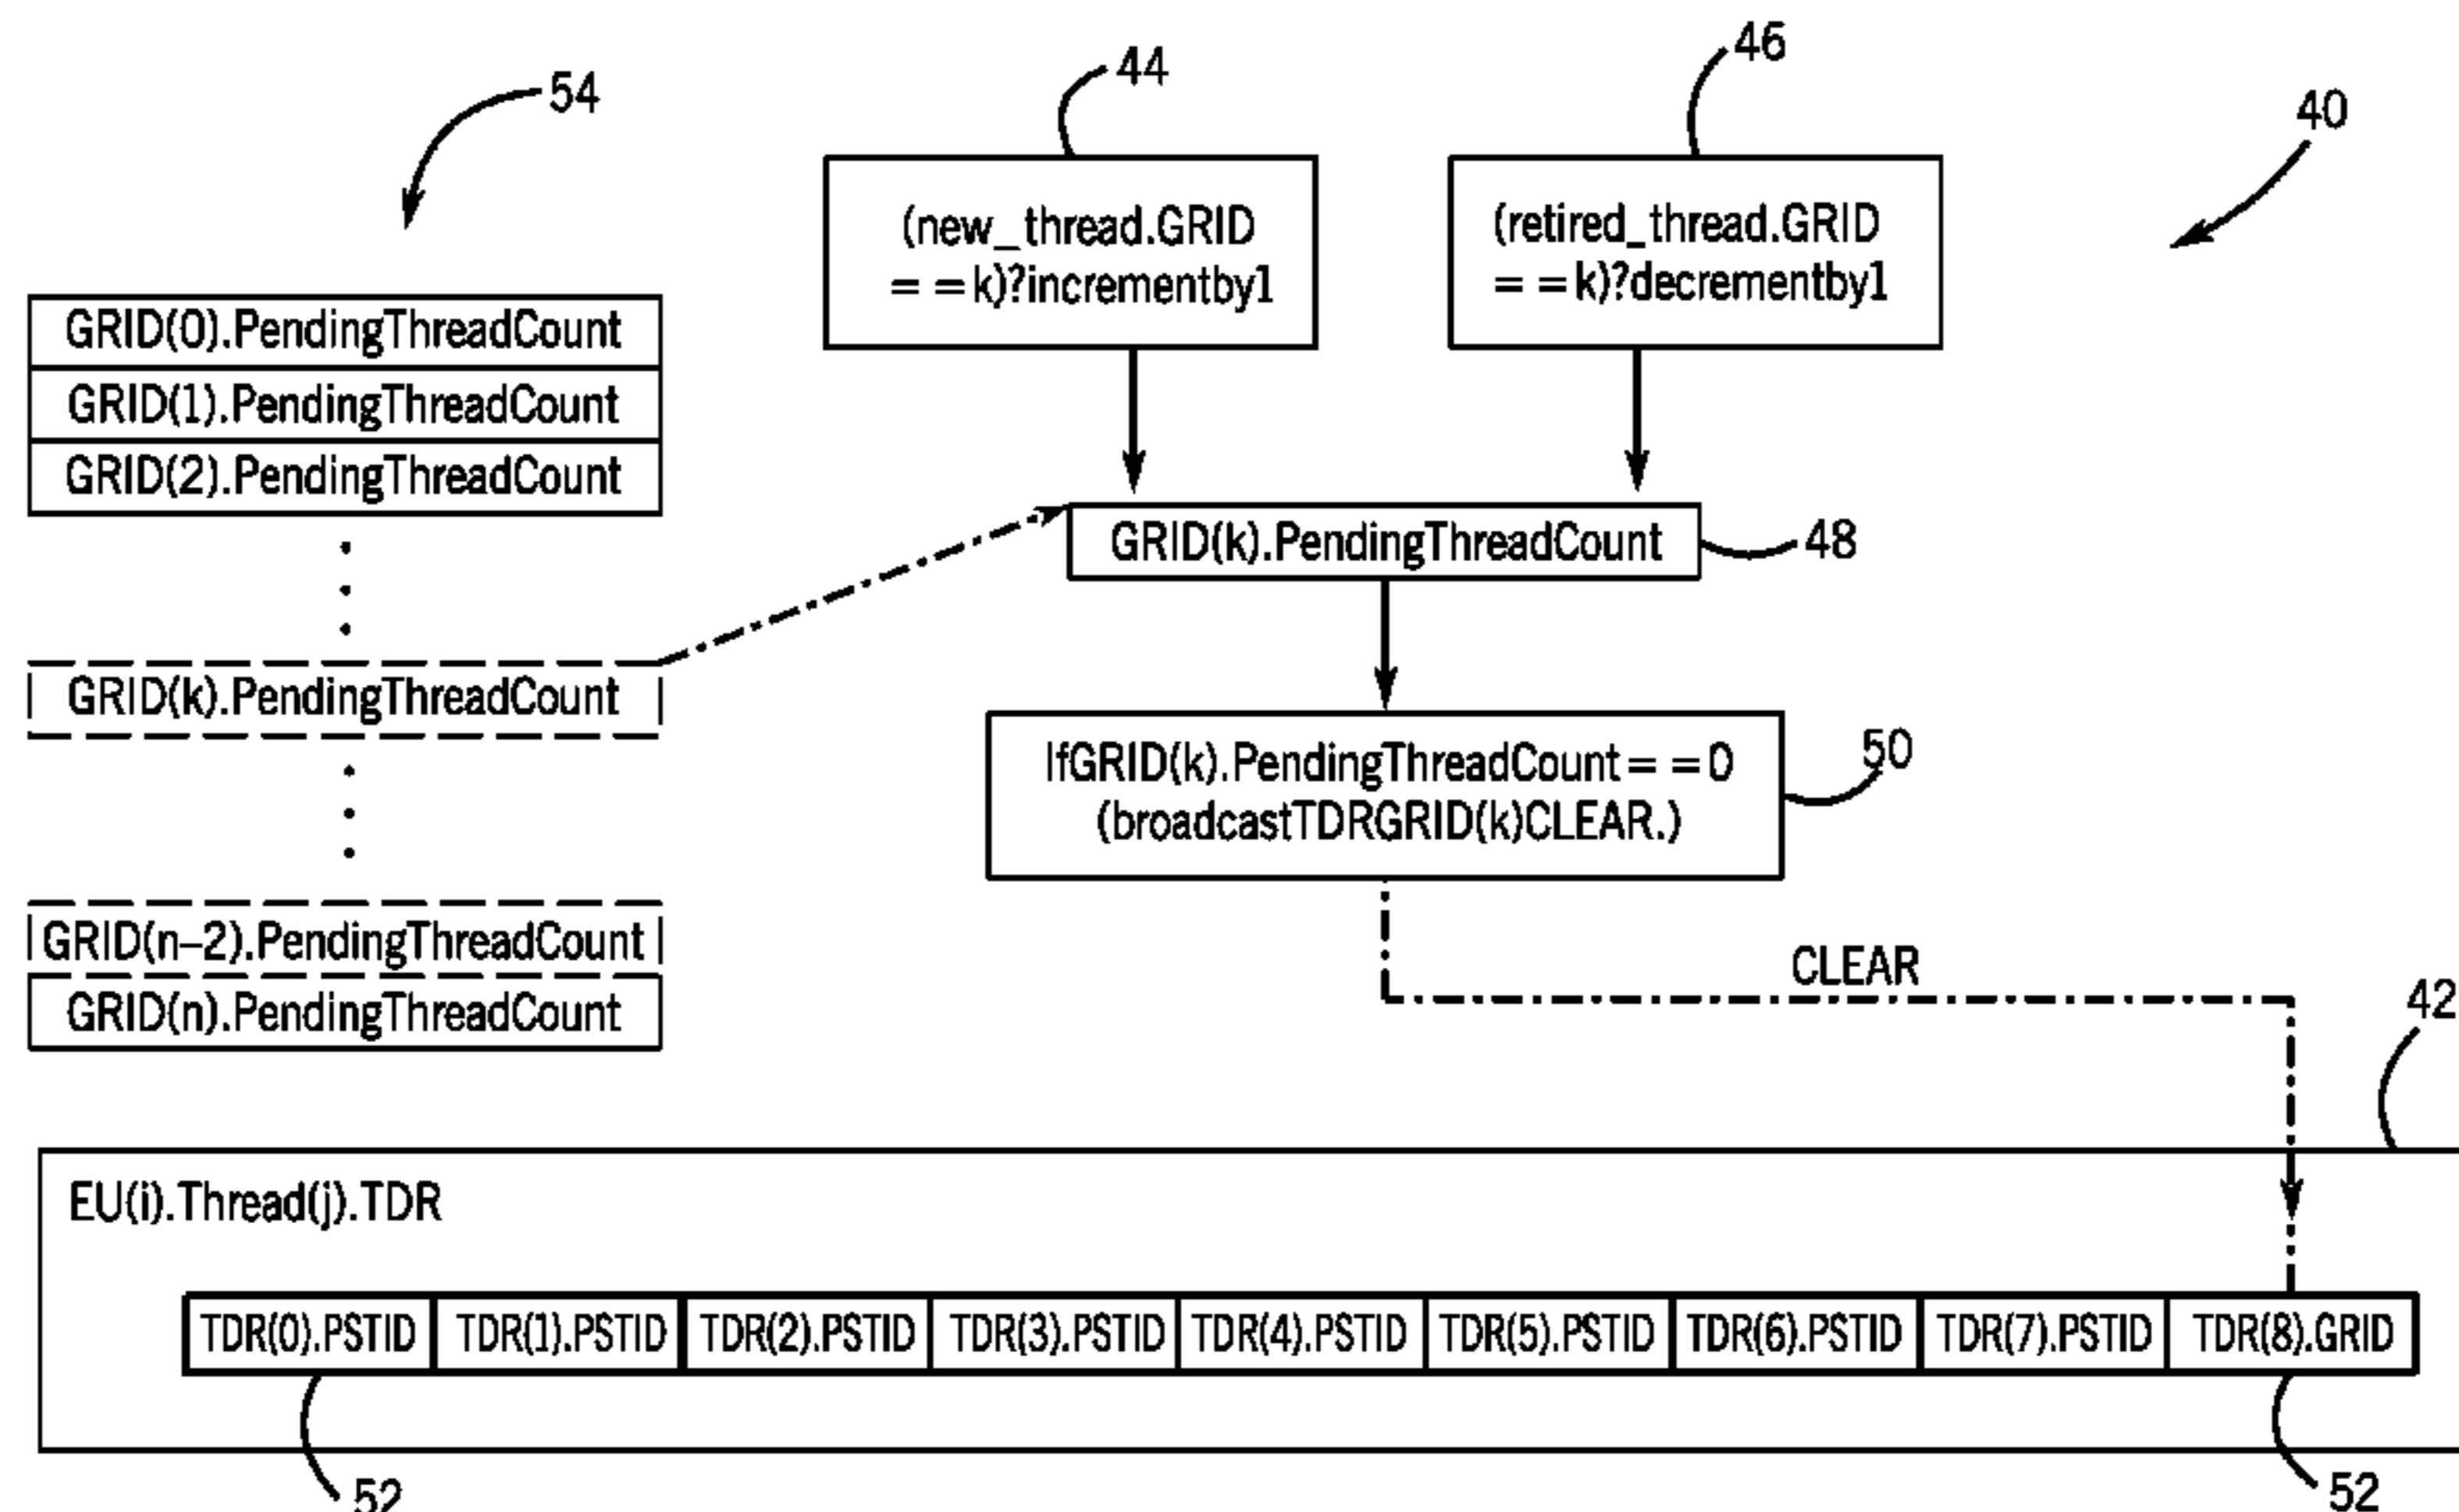 54
44
46
40
(new_thread.GRID
==k)?incrementby1
(retired_thread.GRID
==k)?decrementby1
GRID(0).PendingThreadCount
GRID(1).PendingThreadCount
GRID(2).PendingThreadCount
GRID(k).PendingThreadCount
48
GRID(k).PendingThreadCount
IfGRID(k).PendingThreadCount==0
(broadcastTDRGRID(k)CLEAR.)
50
GRID(n–2).PendingThreadCount
GRID(n).PendingThreadCount
CLEAR
42
EU(i).Thread(j).TDR
TDR(0).PSTID
TDR(1).PSTID
TDR(2).PSTID
TDR(3).PSTID
TDR(4).PSTID
TDR(5).PSTID
TDR(6).PSTID
TDR(7).PSTID
TDR(8).GRID
52
52